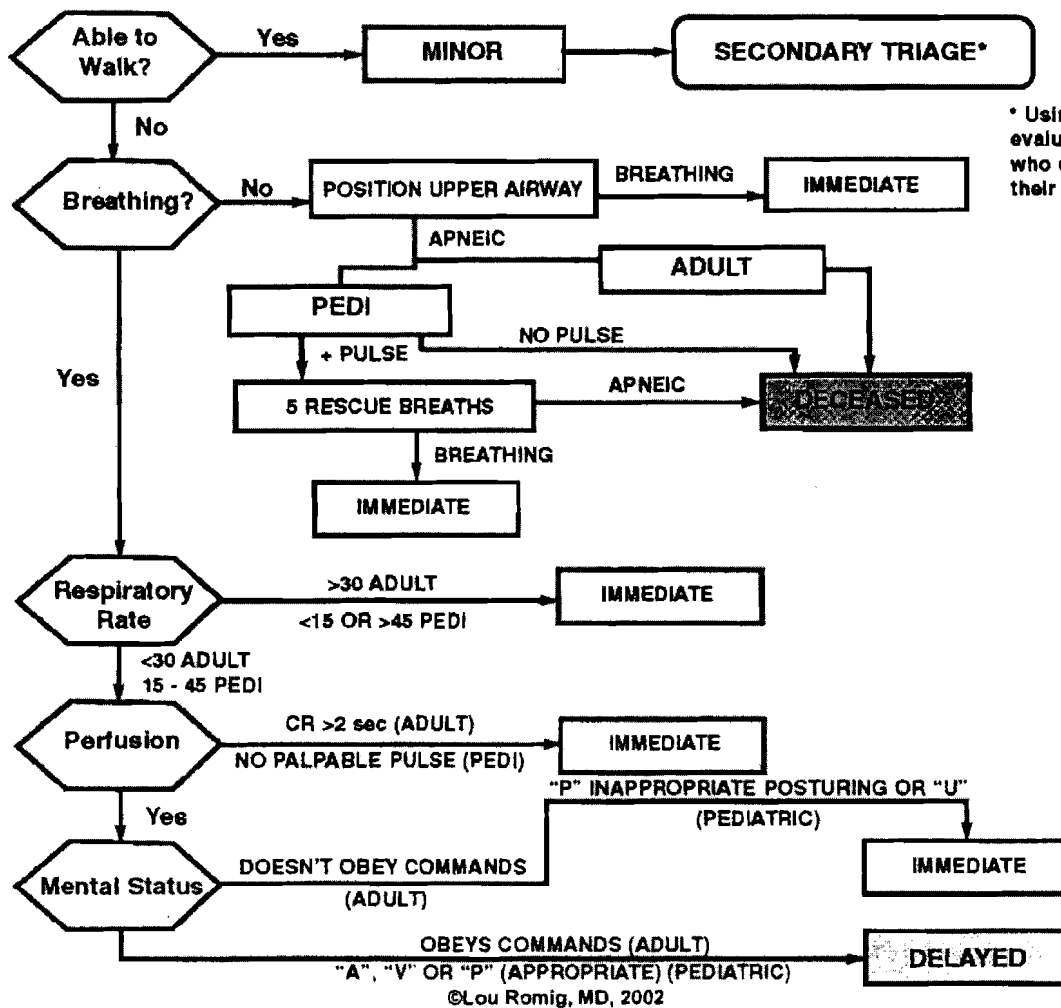 Able to
Walk?
Yes
MINOR
SECONDARY TRIAGE*
No
* Usin
evalu
who
their
Breathing?
No
POSITION UPPER AIRWAY
BREATHING
IMMEDIATE
APNEIC
ADULT
PEDI
NO PULSE
+ PULSE
Yes
5 RESCUE BREATHS
APNEIC
DECEASED
BREATHING
IMMEDIATE
Respiratory
Rate
>30 ADULT
<15 OR >45 PEDI
IMMEDIATE
<30 ADULT
15 - 45 PEDI
Perfusion
CR >2 sec (ADULT)
NO PALPABLE PULSE (PEDI)
IMMEDIATE
"P" INAPPROPRIATE POSTURING OR "U"
(PEDIATRIC)
Yes
Mental Status
DOESN'T OBEY COMMANDS
(ADULT)
IMMEDIATE
OBEYS COMMANDS (ADULT)
"A", "V" OR "P" (APPROPRIATE) (PEDIATRIC)
DELAYED
©Lou Romig, MD, 2002